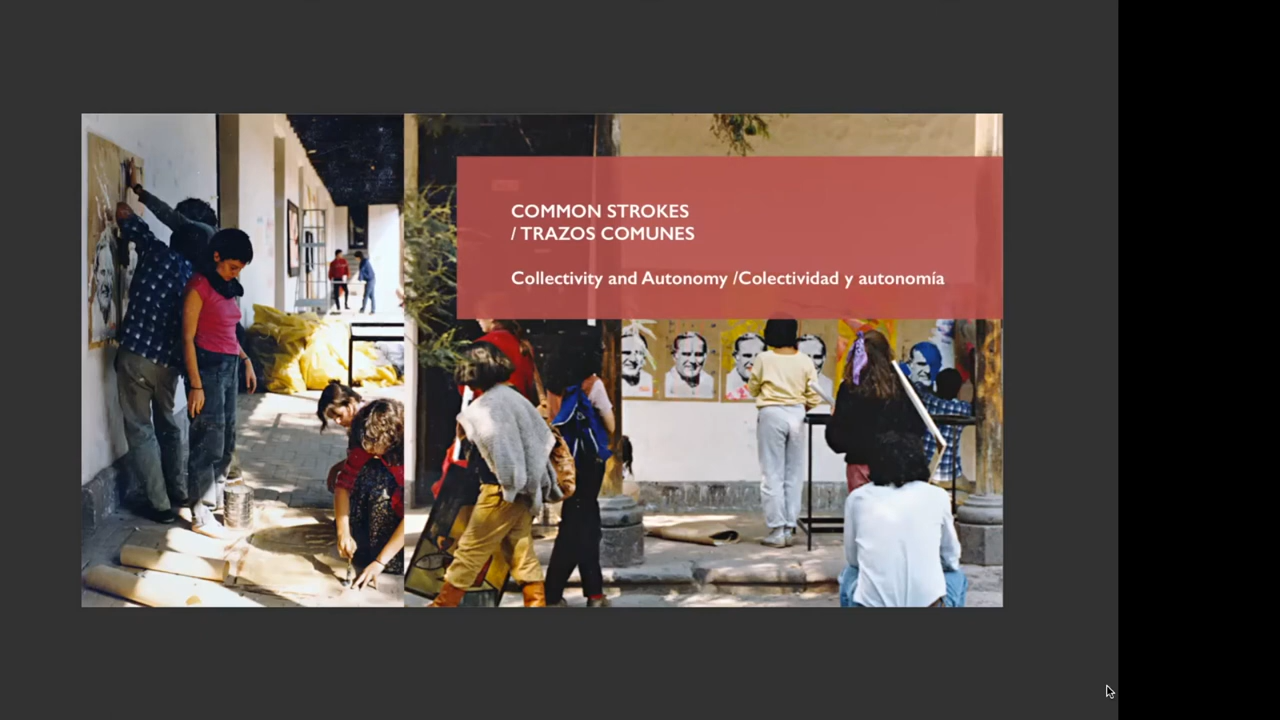 COMMON STROKES
/ TRAZOS COMUNES
Collectivity and Autonomy /Colectividad y autonomía